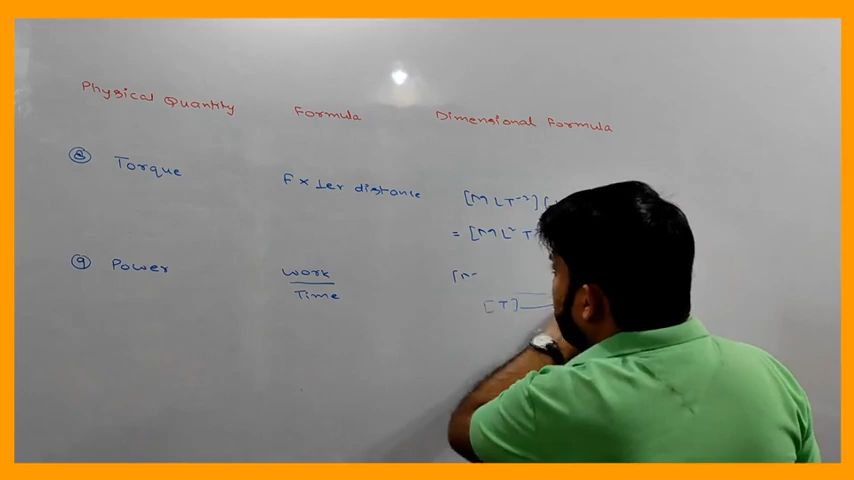 Physical Quantity Formula Dimensional Formula
⑧ Torque F × ⊥er distance [M L T⁻²] [
= [M L² T
⑨ Power Work [M
Time [T]